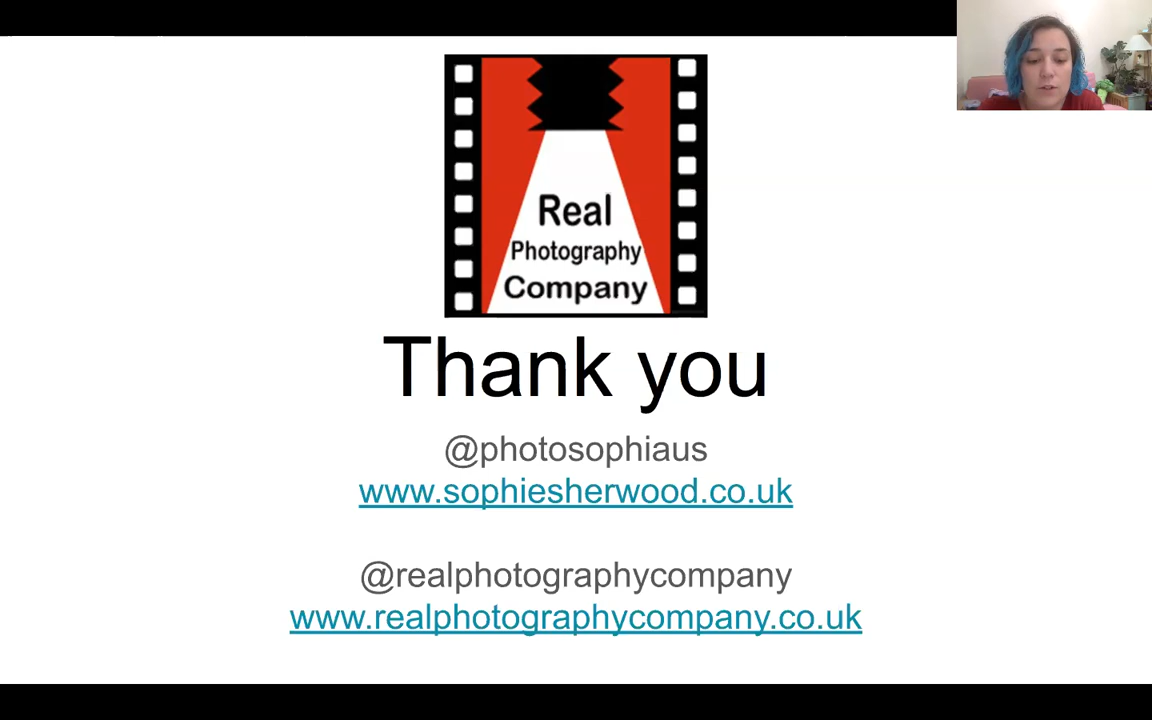 Real
Photography
Company
Thank you
@photosophiaus
www.sophiesherwood.co.uk
@realphotographycompany
www.realphotographycompany.co.uk